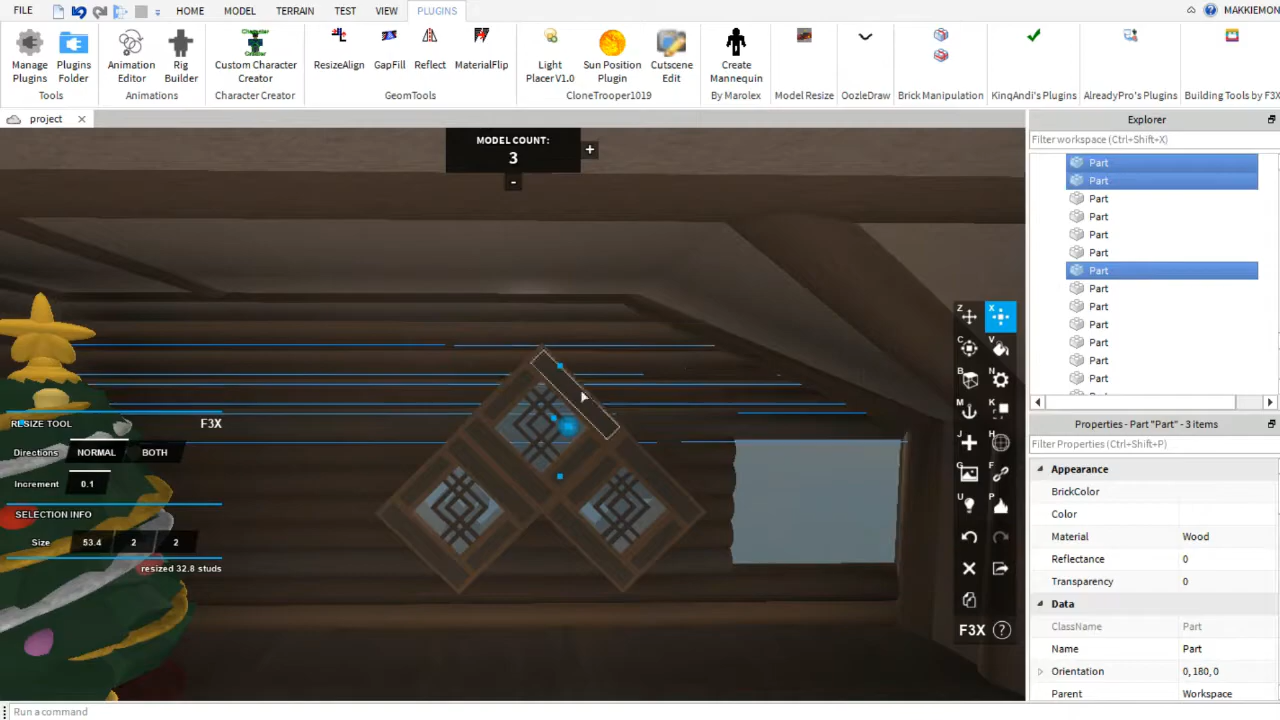 FILE HOME MODEL TERRAIN TEST VIEW PLUGINS MAKKIEMON
Manage Plugins
Plugins Folder
Tools
Animation Editor
Rig Builder
Animations
Custom Character Creator
Character Creator
ResizeAlign
GapFill
Reflect
MaterialFlip
GeomTools
Light Placer V1.0
Sun Position Plugin
Cutscene Edit
CloneTrooper1019
Create Mannequin
By Marolex
Model Resize
OozleDraw
Brick Manipulation
KinqAndi's Plugins
AlreadyPro's Plugins
Building Tools by F3X
project
MODEL COUNT:
3
+
-
RESIZE TOOL F3X
Directions NORMAL BOTH
Increment 0.1
SELECTION INFO
Size 53.4 2 2
resized 32.8 studs
Z X
C V
B N
M K
J H
G F
U P
F3X ?
Explorer
Filter workspace (Ctrl+Shift+X)
Part
Part
Part
Part
Part
Part
Part
Part
Part
Part
Part
Part
Part
Properties - Part "Part" - 3 items
Filter Properties (Ctrl+Shift+P)
Appearance
BrickColor
Color
Material Wood
Reflectance 0
Transparency 0
Data
ClassName Part
Name Part
Orientation 0, 180, 0
Parent Workspace
Run a command